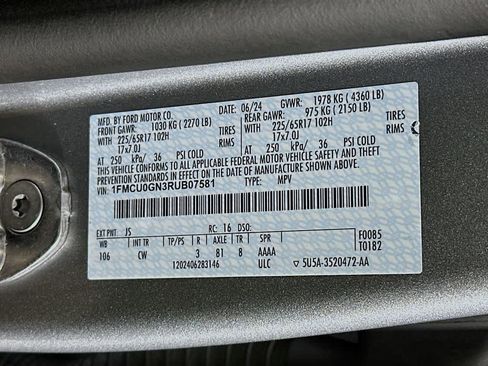 MFD. BY FORD MOTOR CO. 06/24 GVWR: 1978 KG ( 4360 LB)
FRONT GAWR: 1030 KG ( 2270 LB) REAR GAWR: 975 KG ( 2150 LB)
WITH 225/65R17 102H TIRES WITH 225/65R17 102H TIRES
17x7.0J RIMS 17x7.0J RIMS
AT 250 kPa/ 36 PSI COLD AT 250 kPa/ 36 PSI COLD
THIS VEHICLE CONFORMS TO ALL APPLICABLE FEDERAL MOTOR VEHICLE SAFETY, BUMPER,
AND THEFT PREVENTION STANDARDS IN EFFECT ON THE DATE OF MANUFACTURE SHOWN ABOVE.
VIN: 1FMCU0GN3RUB07581 TYPE: MPV
EXT PNT: JS RC: 16 DSO: F0085
WB INT TR TP/PS R AXLE TR SPR T0182
106 CW 3 81 8 AAAA
1202406283146 ULC ▽ 5U5A-3520472-AA